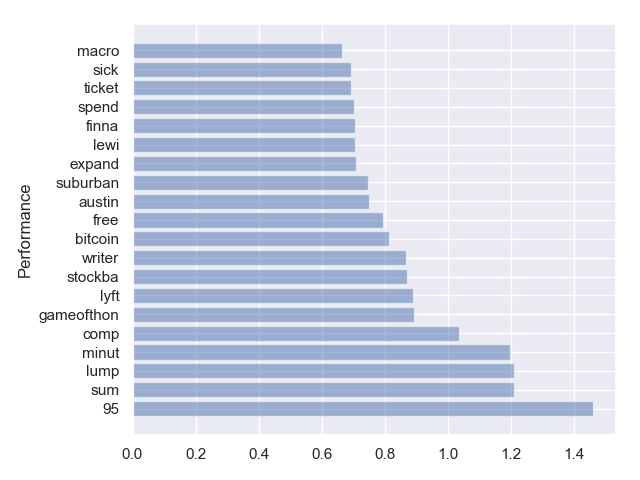 macro
sick
ticket
spend
finna
lewi
expand
suburban
austin
free
bitcoin
writer
stockba
lyft
gameofthon
comp
minut
lump
sum
95
Performance
0.0 0.2 0.4 0.6 0.8 1.0 1.2 1.4